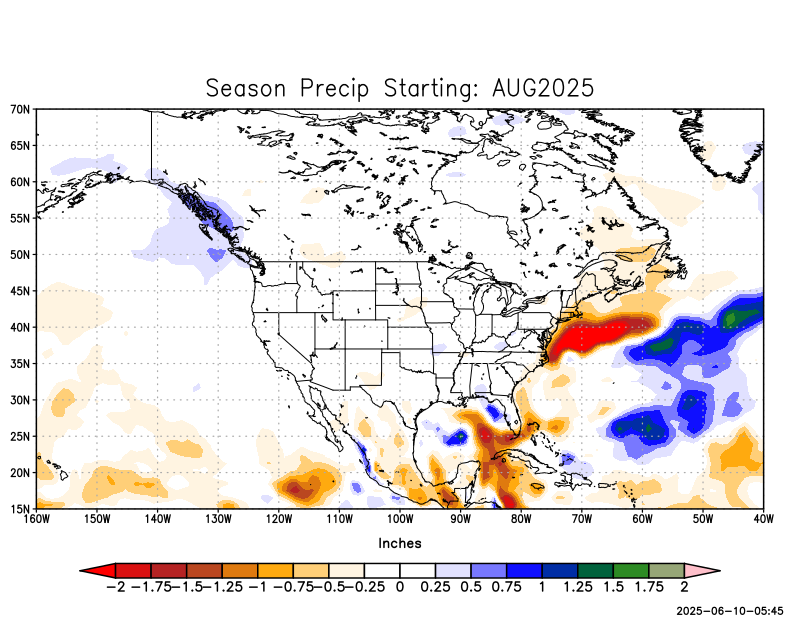 Season Precip Starting: AUG2025
70N
65N
60N
55N
50N
45N
40N
35N
30N
25N
20N
15N
160W 150W 140W 130W 120W 110W 100W 90W 80W 70W 60W 50W 40W
Inches
-2 -1.75 -1.5 -1.25 -1 -0.75 -0.5 -0.25 0 0.25 0.5 0.75 1 1.25 1.5 1.75 2
2025-06-10-05:45